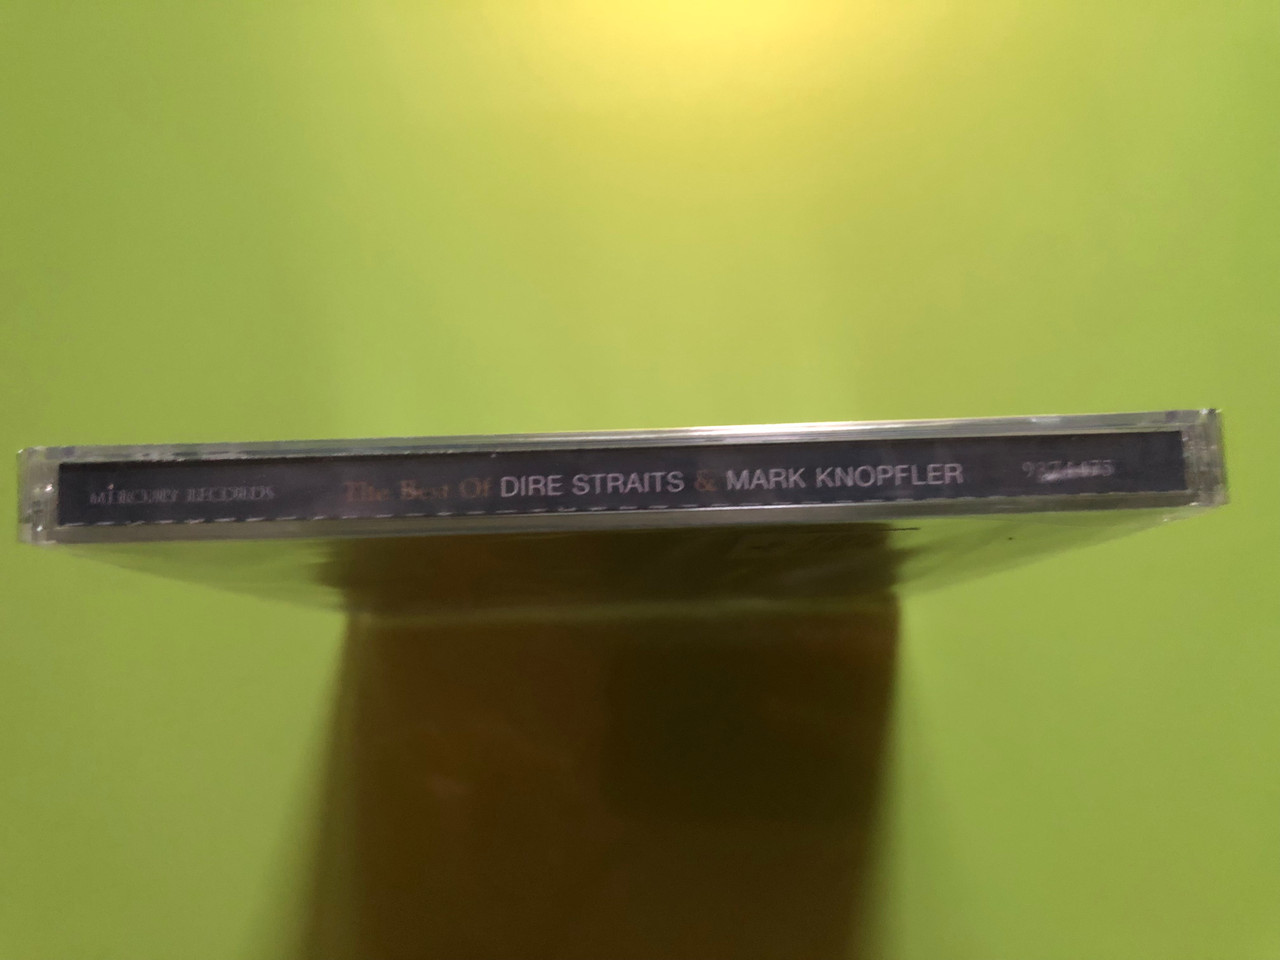 MERCURY RECORDS The Best Of DIRE STRAITS & MARK KNOPFLER